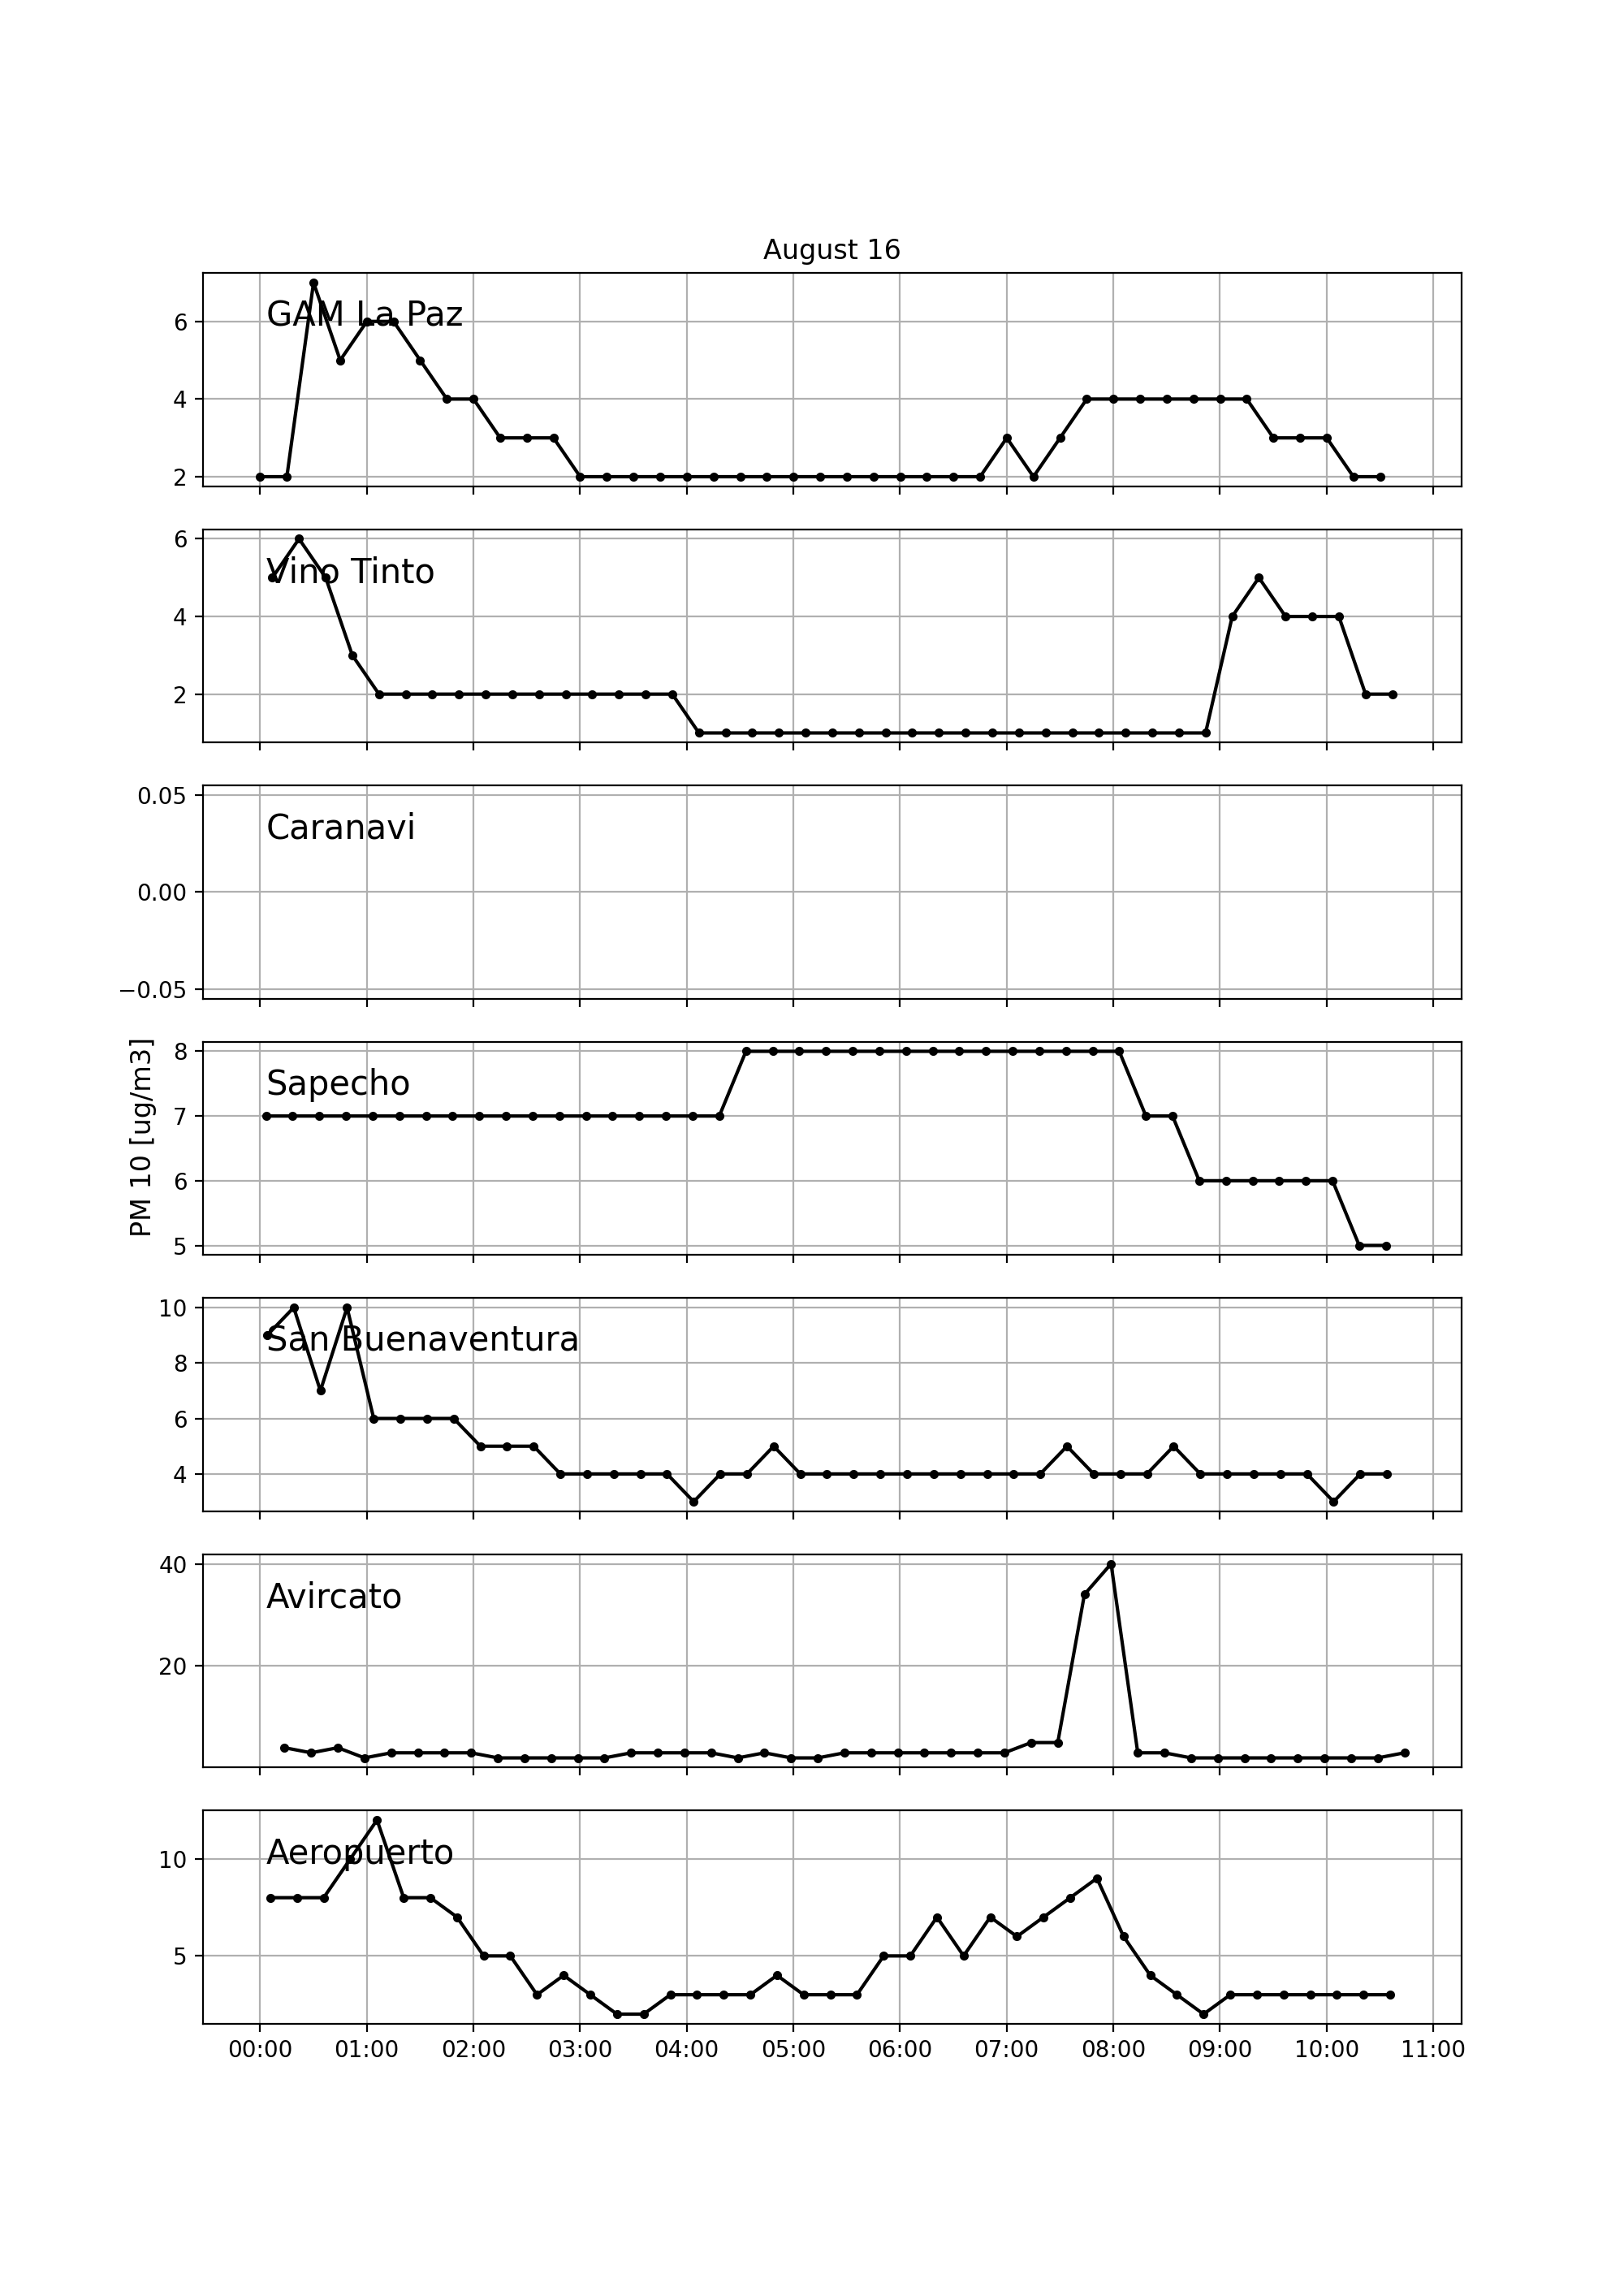 August 16
GAM La Paz
6
4
2
Vino Tinto
6
4
2
Caranavi
0.05
0.00
−0.05
PM 10 [ug/m3]
Sapecho
8
7
6
5
San Buenaventura
10
8
6
4
Avircato
40
20
Aeropuerto
10
5
00:00 01:00 02:00 03:00 04:00 05:00 06:00 07:00 08:00 09:00 10:00 11:00